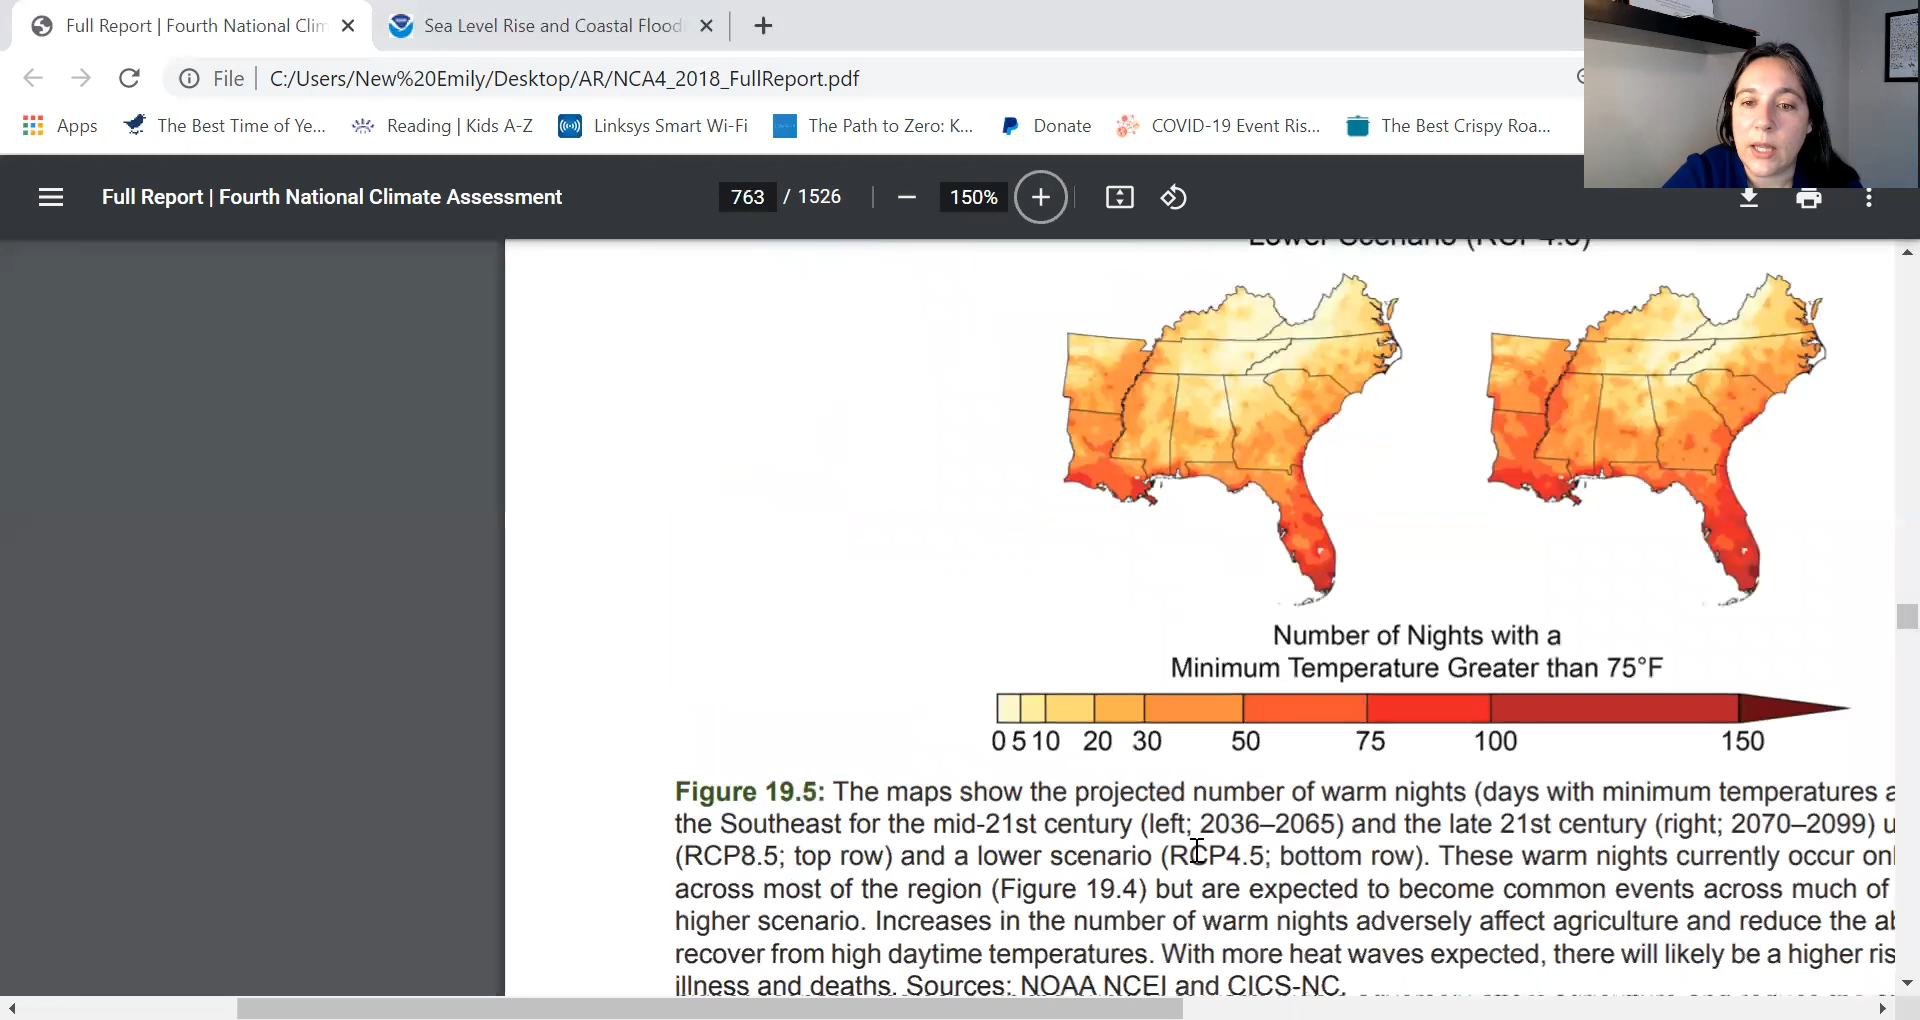 Full Report | Fourth National Clim
Sea Level Rise and Coastal Flood
File
C:/Users/New%20Emily/Desktop/AR/NCA4_2018_FullReport.pdf
Apps
The Best Time of Ye...
Reading | Kids A-Z
Linksys Smart Wi-Fi
The Path to Zero: K...
Donate
COVID-19 Event Ris...
The Best Crispy Roa...
Full Report | Fourth National Climate Assessment
763 / 1526
150%
Lower Scenario (RCP4.5)
Number of Nights with a
Minimum Temperature Greater than 75°F
0 5 10 20 30 50 75 100 150
Figure 19.5: The maps show the projected number of warm nights (days with minimum temperatures a
the Southeast for the mid-21st century (left; 2036–2065) and the late 21st century (right; 2070–2099) u
(RCP8.5; top row) and a lower scenario (RCP4.5; bottom row). These warm nights currently occur onl
across most of the region (Figure 19.4) but are expected to become common events across much of
higher scenario. Increases in the number of warm nights adversely affect agriculture and reduce the ab
recover from high daytime temperatures. With more heat waves expected, there will likely be a higher ris
illness and deaths. Sources: NOAA NCEI and CICS-NC.